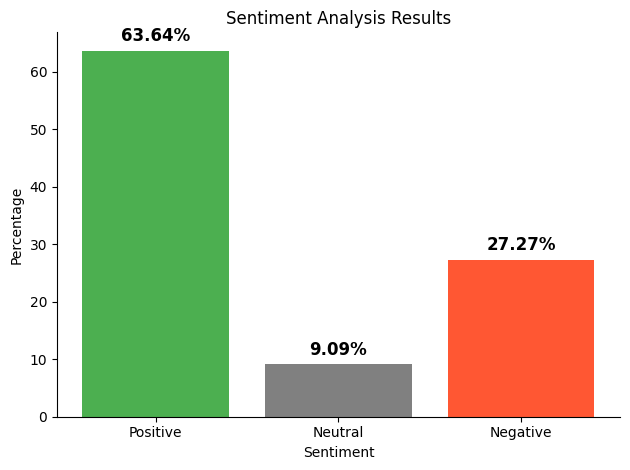 Sentiment Analysis Results
63.64%
60
50
40
30
20
10
0
Percentage
27.27%
9.09%
Positive
Neutral
Negative
Sentiment